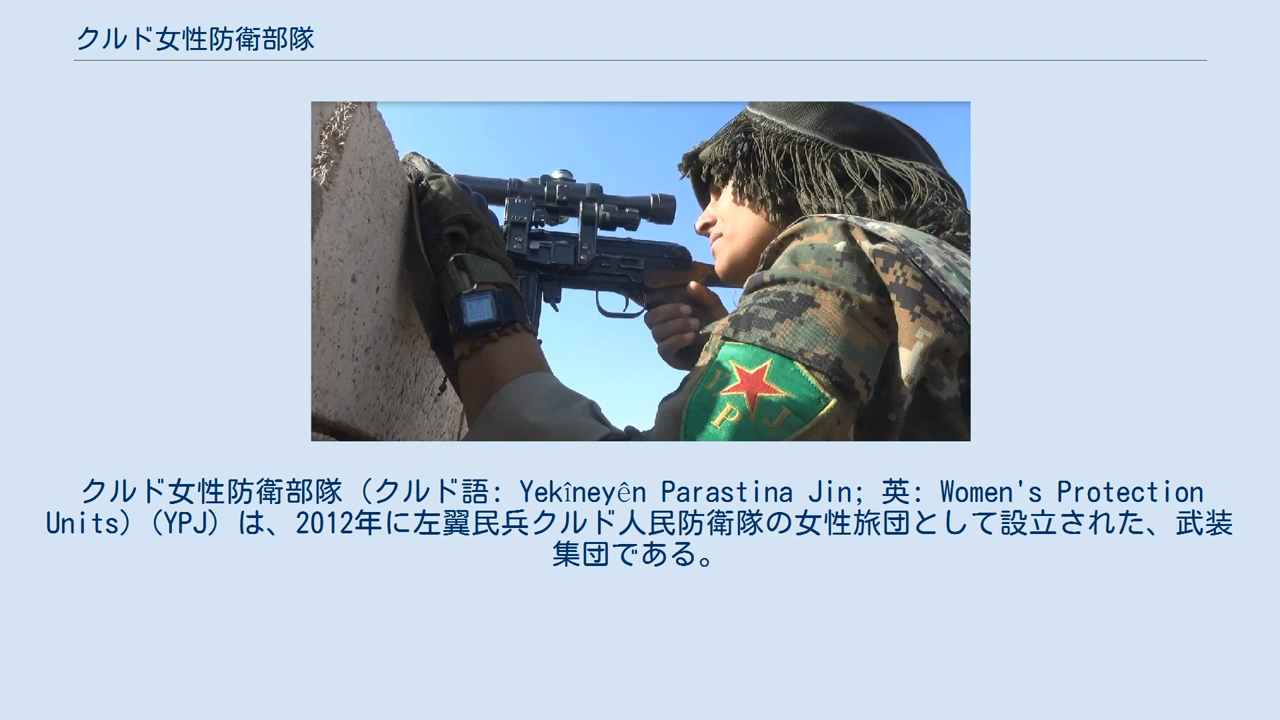 クルド女性防衛部隊
YPJ
クルド女性防衛部隊（クルド語: Yekîneyên Parastina Jin; 英: Women's Protection
Units）（YPJ）は、2012年に左翼民兵クルド人民防衛隊の女性旅団として設立された、武装
集団である。